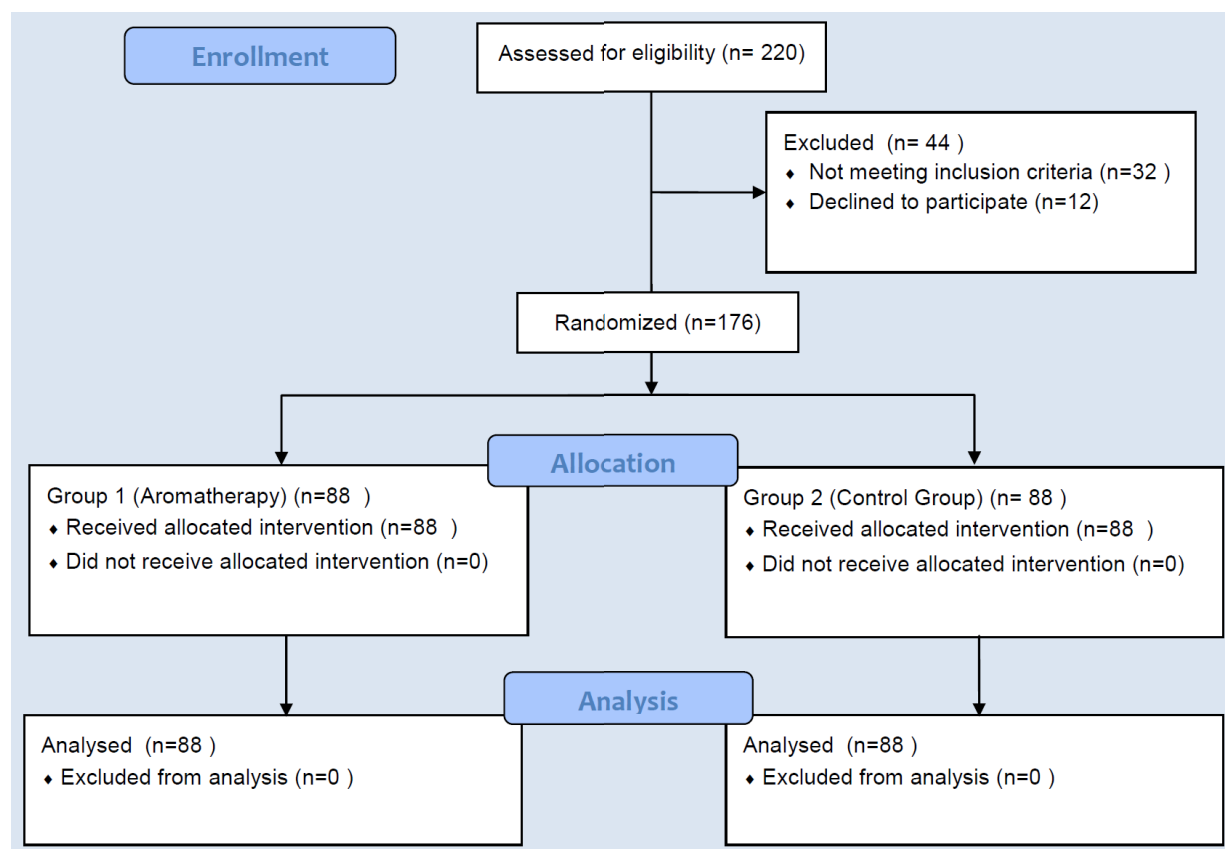 Enrollment
Assessed for eligibility (n= 220)
Excluded (n= 44 )
♦ Not meeting inclusion criteria (n=32 )
♦ Declined to participate (n=12)
Randomized (n=176)
Allocation
Group 1 (Aromatherapy) (n=88 )
♦ Received allocated intervention (n=88 )
♦ Did not receive allocated intervention (n=0)
Group 2 (Control Group) (n= 88 )
♦ Received allocated intervention (n=88 )
♦ Did not receive allocated intervention (n=0)
Analysis
Analysed (n=88 )
♦ Excluded from analysis (n=0 )
Analysed (n=88 )
♦ Excluded from analysis (n=0 )